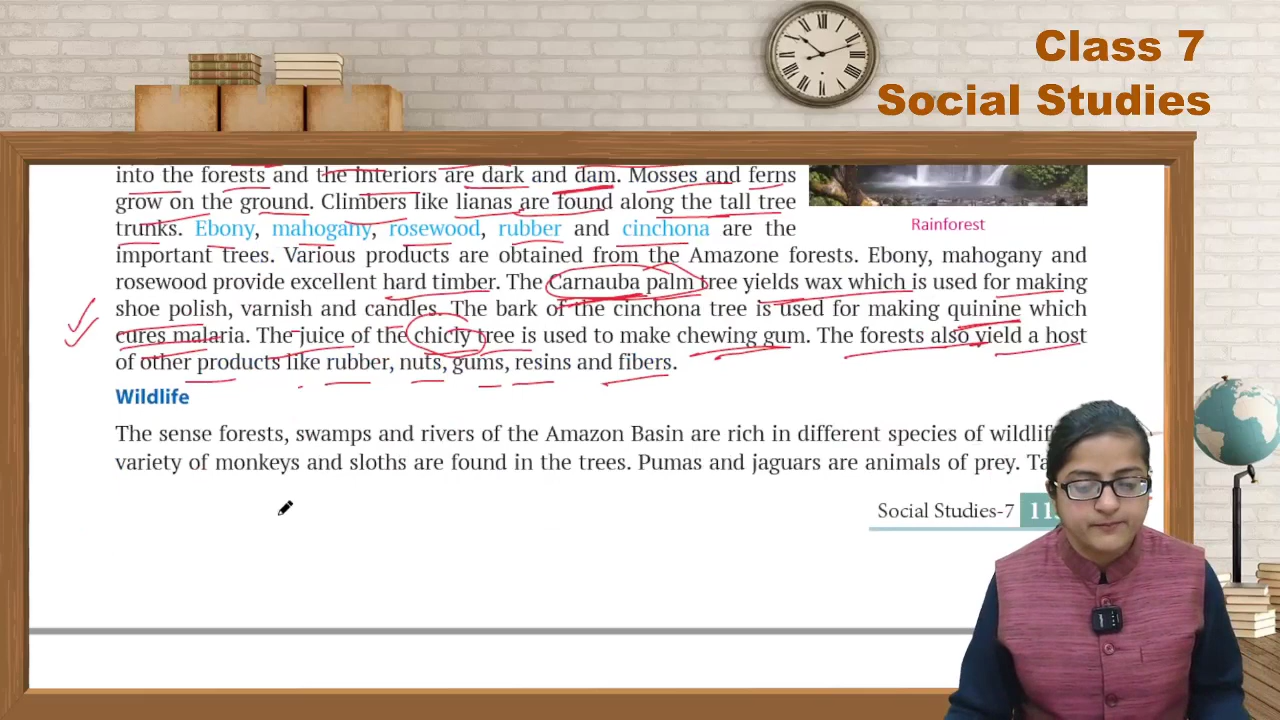 Class 7
Social Studies
into the forests and the interiors are dark and dam. Mosses and ferns
grow on the ground. Climbers like lianas are found along the tall tree
trunks. Ebony, mahogany, rosewood, rubber and cinchona are the
important trees. Various products are obtained from the Amazone forests. Ebony, mahogany and
rosewood provide excellent hard timber. The Carnauba palm tree yields wax which is used for making
shoe polish, varnish and candles. The bark of the cinchona tree is used for making quinine which
cures malaria. The juice of the chicly tree is used to make chewing gum. The forests also yield a host
of other products like rubber, nuts, gums, resins and fibers.
Rainforest
Wildlife
The sense forests, swamps and rivers of the Amazon Basin are rich in different species of
variety of monkeys and sloths are found in the trees. Pumas and jaguars are animals of prey.
Social Studies-7